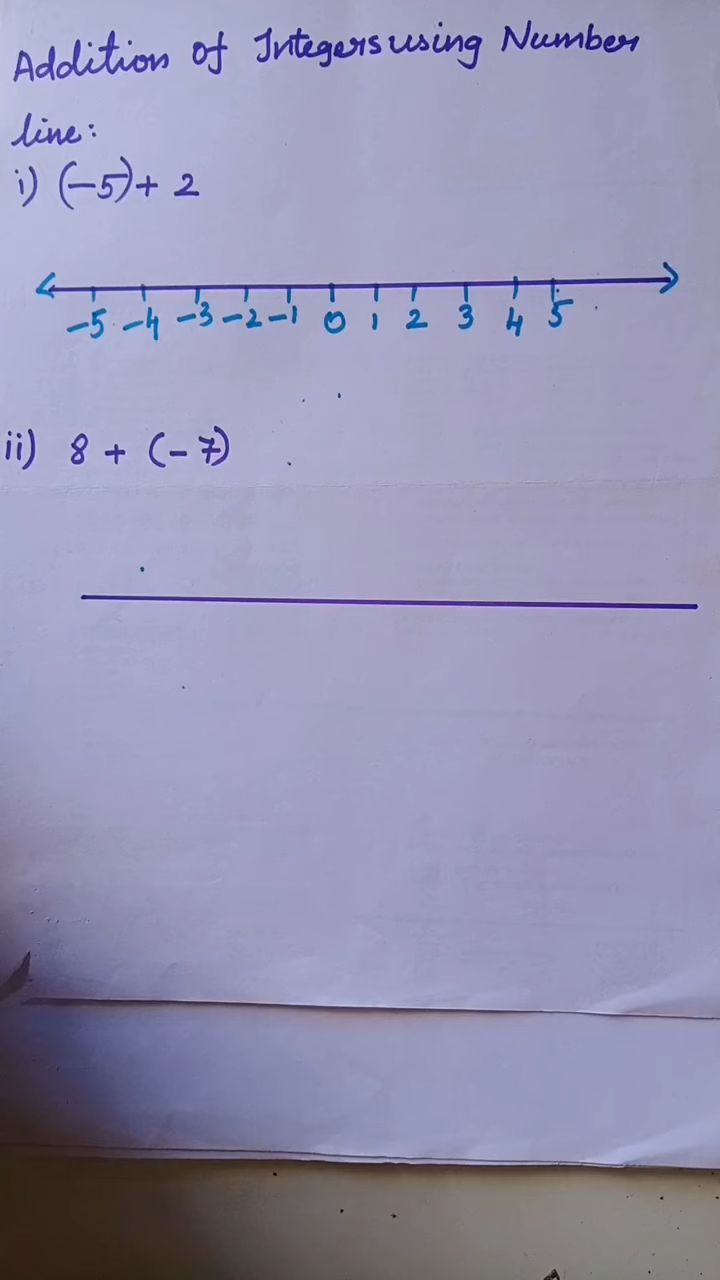 Addition of Integers using Number
line:
i) (-5) + 2
-5 -4 -3 -2 -1 0 1 2 3 4 5
ii) 8 + (-7)